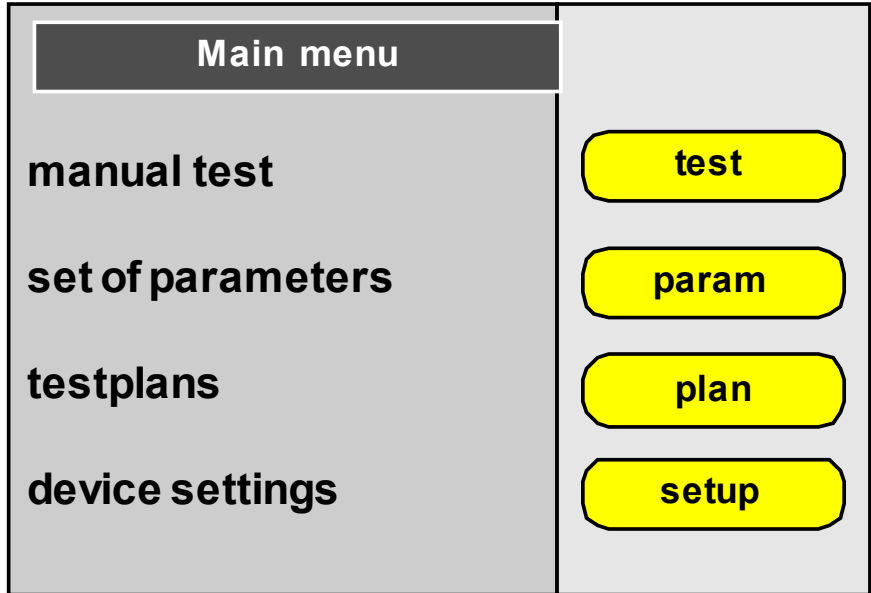 Main menu
manual test
test
set of parameters
param
testplans
plan
device settings
setup